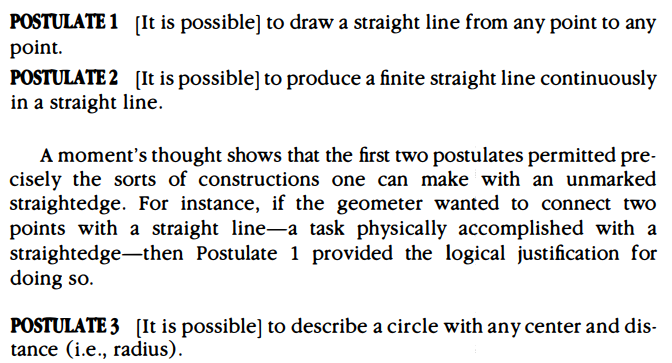 POSTULATE 1 [It is possible] to draw a straight line from any point to any
point.
POSTULATE 2 [It is possible] to produce a finite straight line continuously
in a straight line.
A moment's thought shows that the first two postulates permitted pre-
cisely the sorts of constructions one can make with an unmarked
straightedge. For instance, if the geometer wanted to connect two
points with a straight line—a task physically accomplished with a
straightedge—then Postulate 1 provided the logical justification for
doing so.
POSTULATE 3 [It is possible] to describe a circle with any center and dis-
tance (i.e., radius).